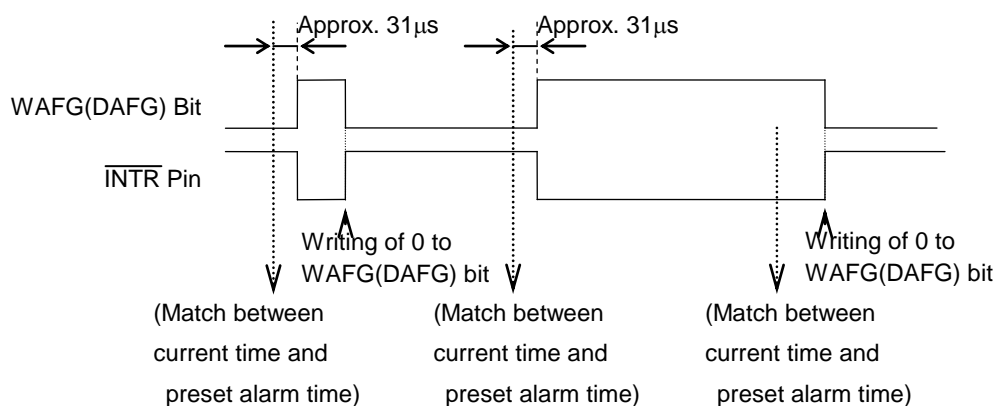 Approx. 31μs
Approx. 31μs
WAFG(DAFG) Bit
INTR Pin
Writing of 0 to
WAFG(DAFG) bit
Writing of 0 to
WAFG(DAFG) bit
(Match between
current time and
preset alarm time)
(Match between
current time and
preset alarm time)
(Match between
current time and
preset alarm time)